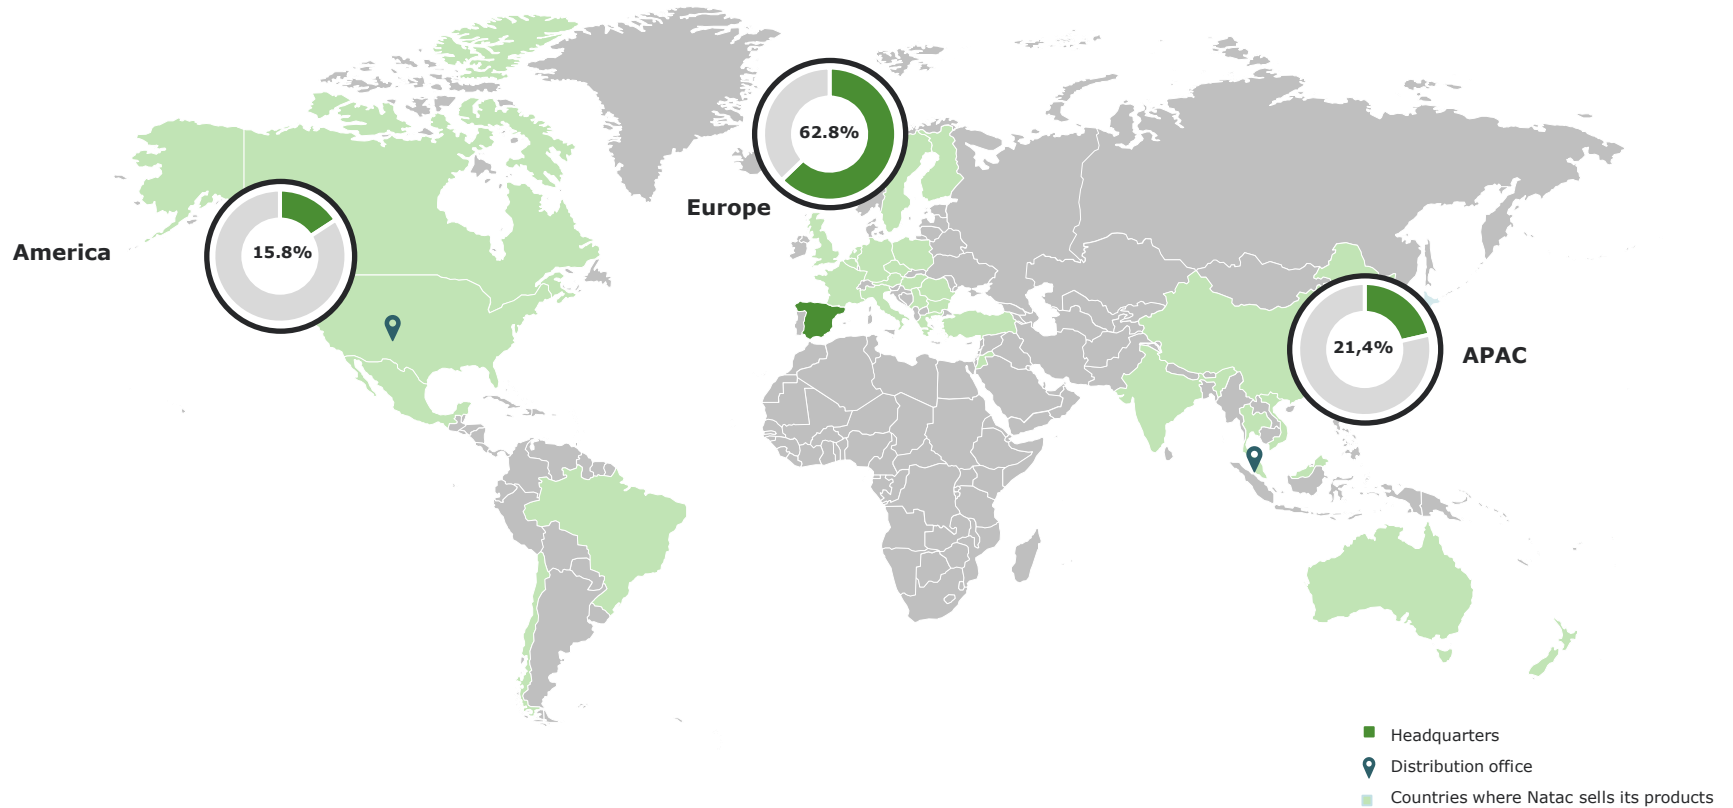 62.8%
Europe
America
15.8%
21,4%
APAC
Headquarters
Distribution office
Countries where Natac sells its products